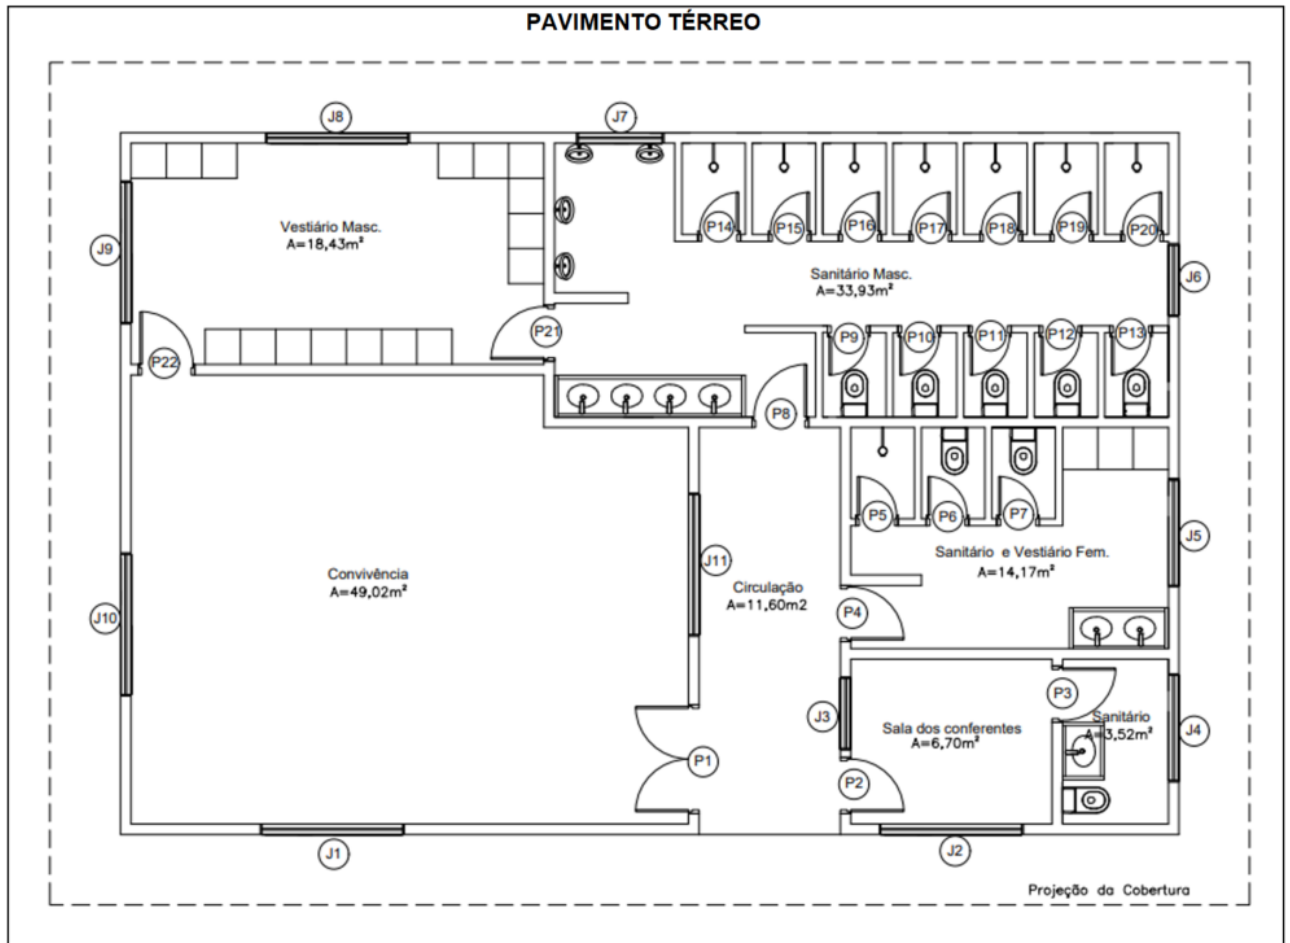 PAVIMENTO TÉRREO
J8
J7
Vestiário Masc.
A=18,43m²
J9
P14
P15
P16
P17
P18
P19
P20
Sanitário Masc.
A=33,93m²
J6
P21
P22
P9
P10
P11
P12
P13
P8
P5
P6
P7
J5
Sanitário e Vestiário Fem.
A=14,17m²
J11
Convivência
A=49,02m²
Circulação
A=11,60m2
J10
P4
P3
J3
Sala dos conferentes
A=6,70m²
Sanitário
A=3,52m²
J4
P1
P2
J1
J2
Projeção da Cobertura